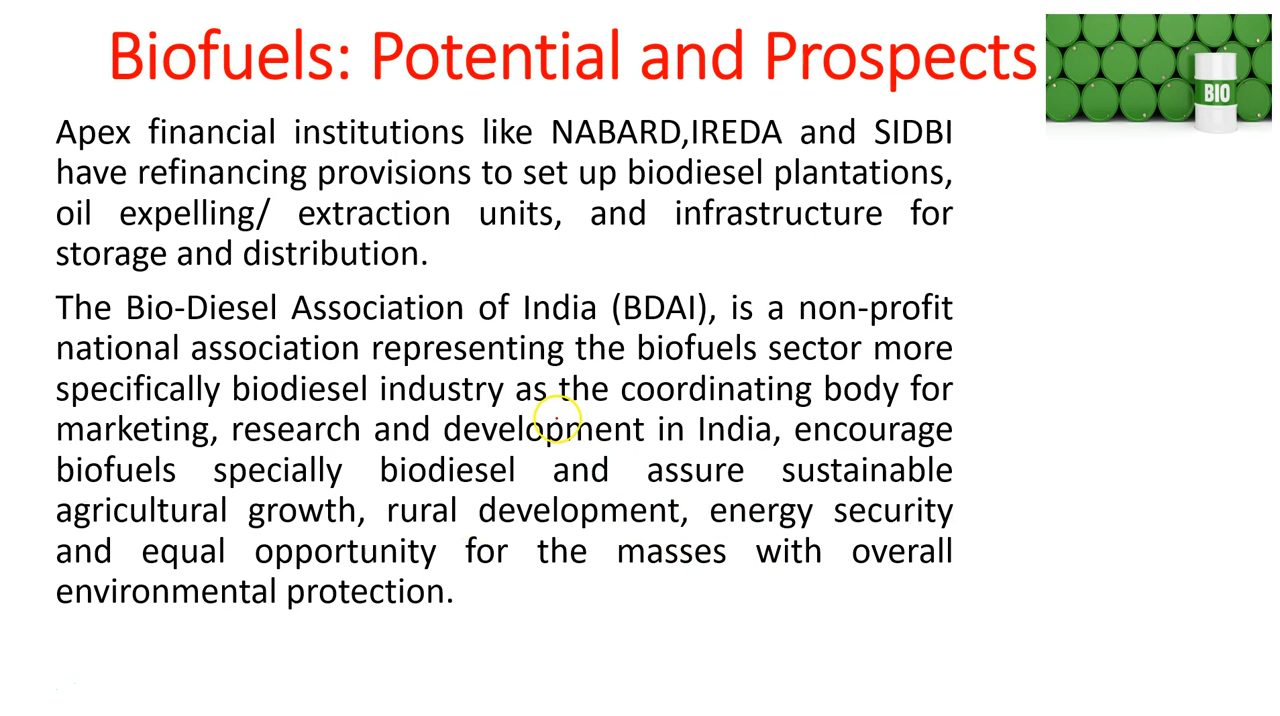 Biofuels: Potential and Prospects
BIO
Apex financial institutions like NABARD,IREDA and SIDBI
have refinancing provisions to set up biodiesel plantations,
oil expelling/ extraction units, and infrastructure for
storage and distribution.
The Bio-Diesel Association of India (BDAI), is a non-profit
national association representing the biofuels sector more
specifically biodiesel industry as the coordinating body for
marketing, research and development in India, encourage
biofuels specially biodiesel and assure sustainable
agricultural growth, rural development, energy security
and equal opportunity for the masses with overall
environmental protection.